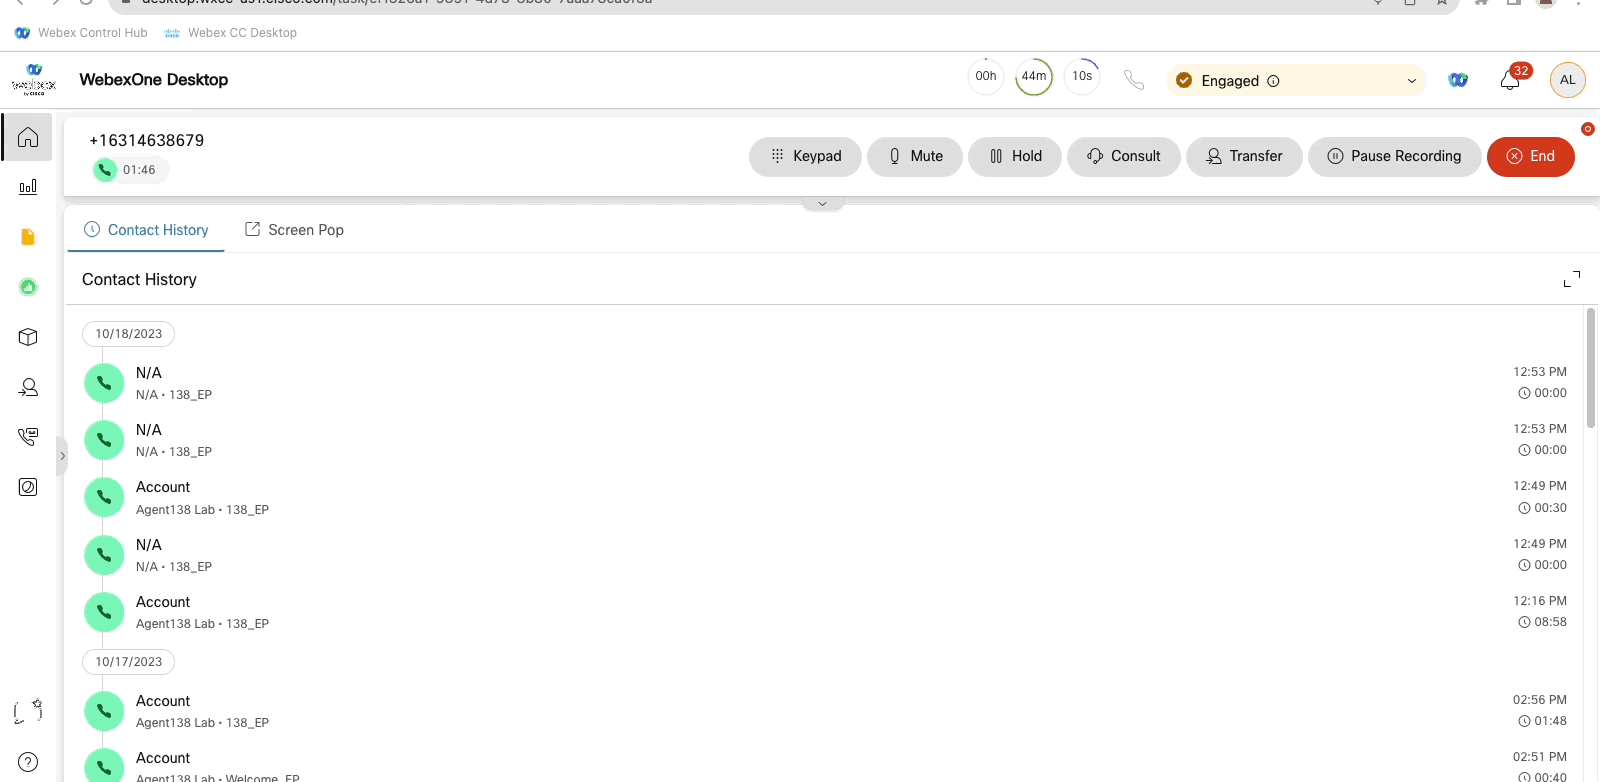 Webex Control Hub
Webex CC Desktop
webex
by CISCO
WebexOne Desktop
00h
44m
10s
Engaged
32
AL
+16314638679
01:46
Keypad
Mute
Hold
Consult
Transfer
Pause Recording
End
Contact History
Screen Pop
Contact History
10/18/2023
N/A
12:53 PM
N/A • 138_EP
00:00
N/A
12:53 PM
N/A • 138_EP
00:00
Account
12:49 PM
Agent138 Lab • 138_EP
00:30
N/A
12:49 PM
N/A • 138_EP
00:00
Account
12:16 PM
Agent138 Lab • 138_EP
08:58
10/17/2023
Account
02:56 PM
Agent138 Lab • 138_EP
01:48
Account
02:51 PM
Agent138 Lab • Welcome_EP
00:40